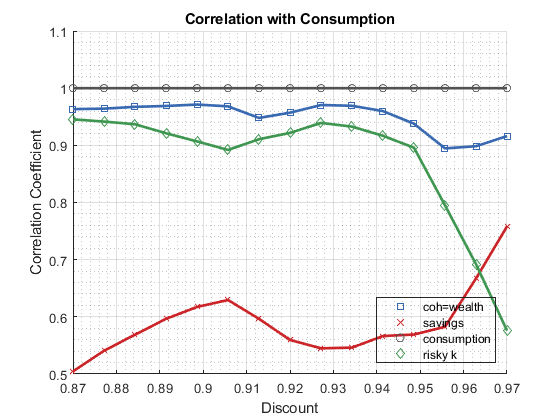 Correlation with Consumption
1.1
1
0.9
0.8
0.7
0.6
0.5
Correlation Coefficient
coh=wealth
savings
consumption
risky k
0.87 0.88 0.89 0.9 0.91 0.92 0.93 0.94 0.95 0.96 0.97
Discount